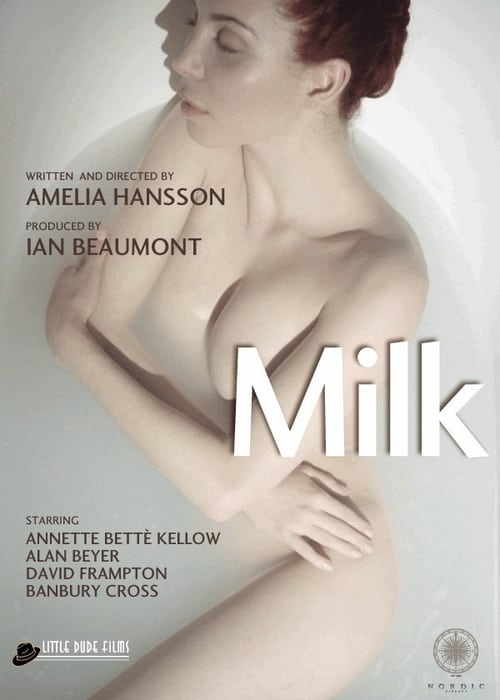 WRITTEN AND DIRECTED BY
AMELIA HANSSON
PRODUCED BY
IAN BEAUMONT
Milk
STARRING
ANNETTE BETTÈ KELLOW
ALAN BEYER
DAVID FRAMPTON
BANBURY CROSS
LITTLE DUDE FILMS
NORDIC